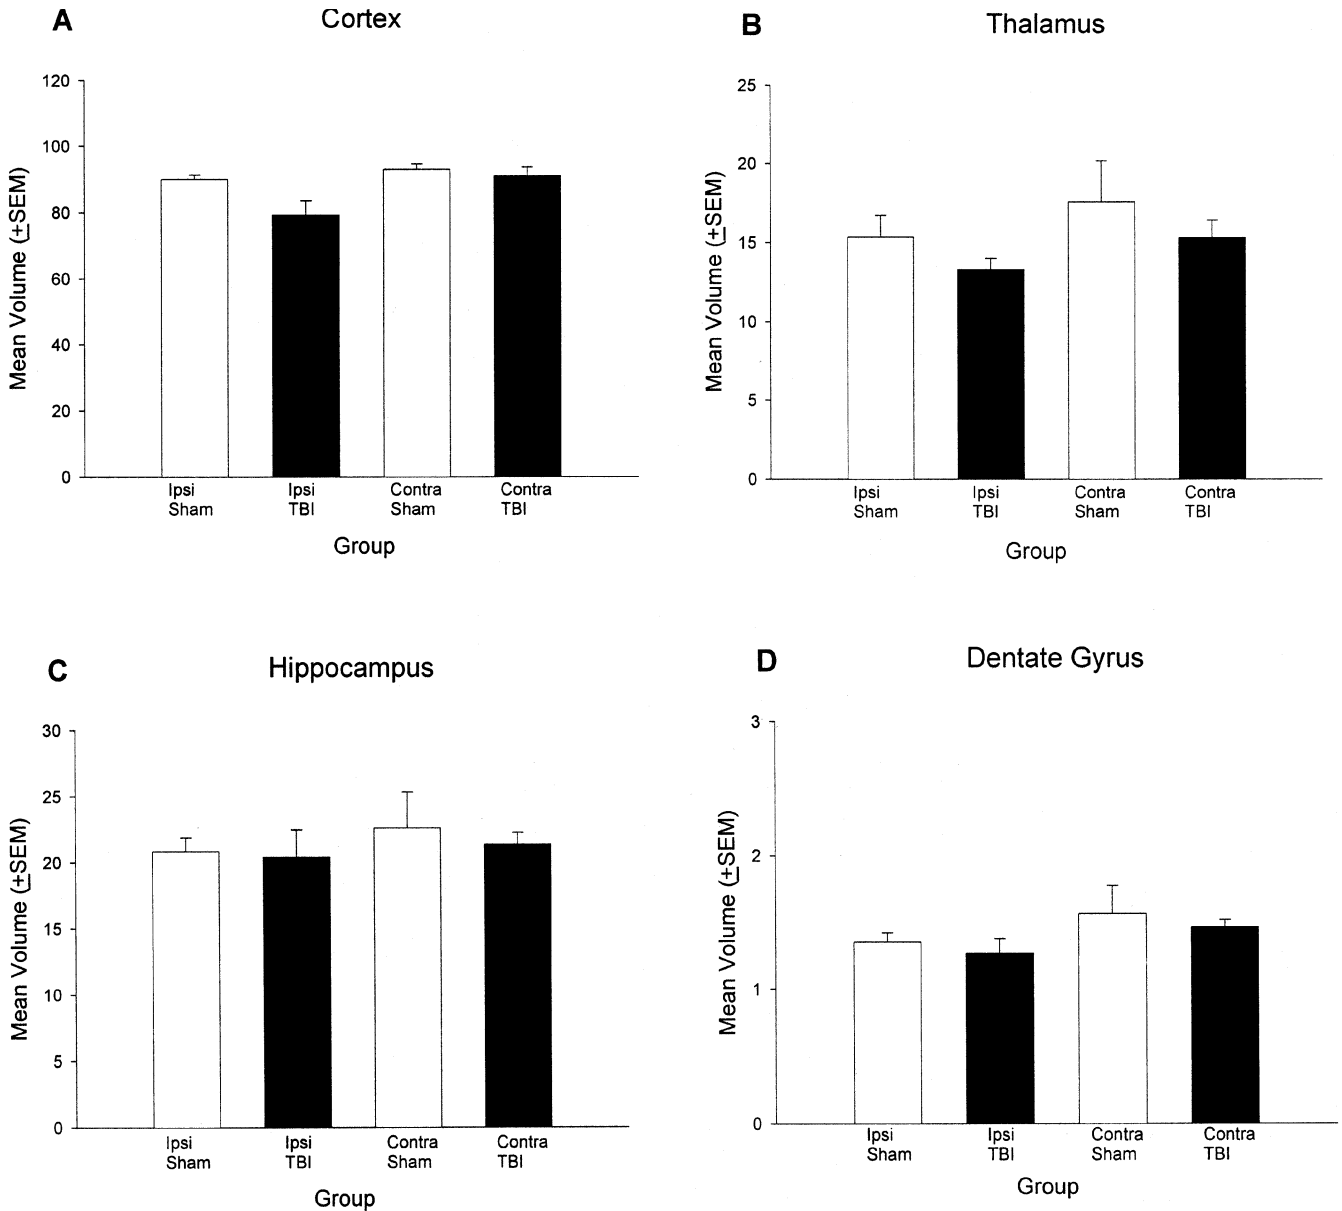 A
Cortex
Mean Volume (±SEM)
120
100
80
60
40
20
0
Ipsi Sham
Ipsi TBI
Contra Sham
Contra TBI
Group
B
Thalamus
Mean Volume (±SEM)
25
20
15
10
5
0
Ipsi Sham
Ipsi TBI
Contra Sham
Contra TBI
Group
C
Hippocampus
Mean Volume (±SEM)
30
25
20
15
10
5
0
Ipsi Sham
Ipsi TBI
Contra Sham
Contra TBI
Group
D
Dentate Gyrus
Mean Volume (±SEM)
3
2
1
0
Ipsi Sham
Ipsi TBI
Contra Sham
Contra TBI
Group